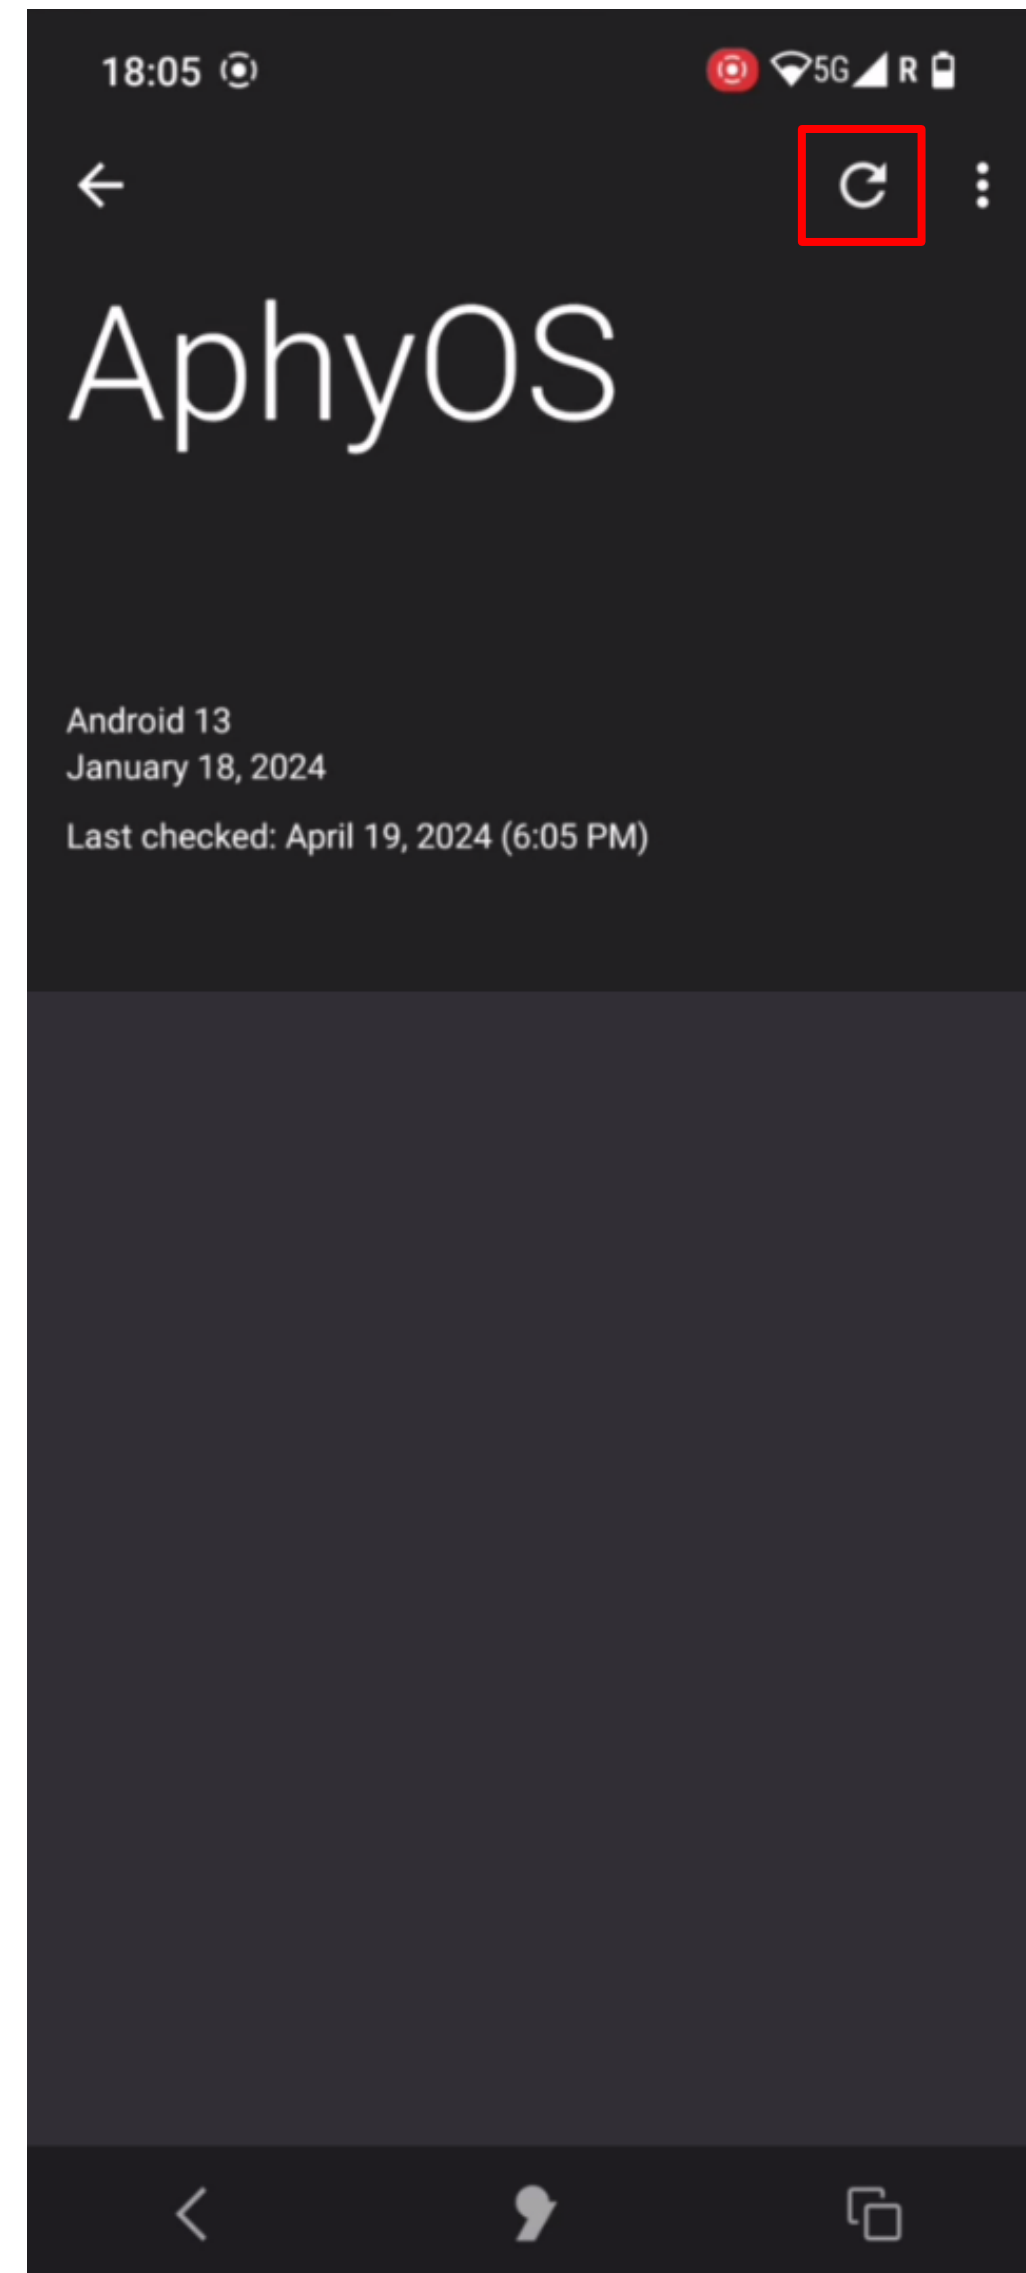 18:05 5G R
AphyOS
Android 13
January 18, 2024
Last checked: April 19, 2024 (6:05 PM)